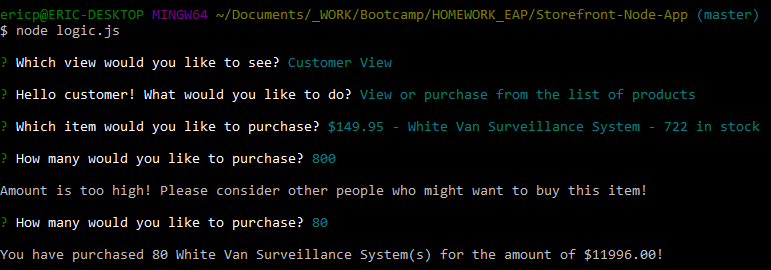 ericp@ERIC-DESKTOP MINGW64 ~/Documents/_WORK/Bootcamp/HOMEWORK_EAP/Storefront-Node-App (master)
$ node logic.js
? Which view would you like to see? Customer View
? Hello customer! What would you like to do? View or purchase from the list of products
? Which item would you like to purchase? $149.95 - White Van Surveillance System - 722 in stock
? How many would you like to purchase? 800
Amount is too high! Please consider other people who might want to buy this item!
? How many would you like to purchase? 80
You have purchased 80 White Van Surveillance System(s) for the amount of $11996.00!